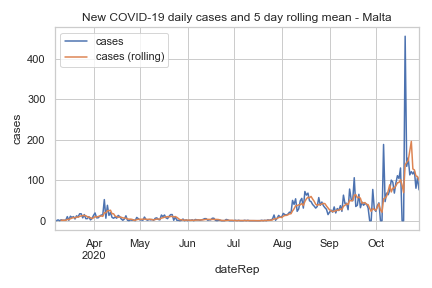 New COVID-19 daily cases and 5 day rolling mean - Malta
cases
cases (rolling)
400
300
200
100
0
cases
Apr May Jun Jul Aug Sep Oct
2020
dateRep